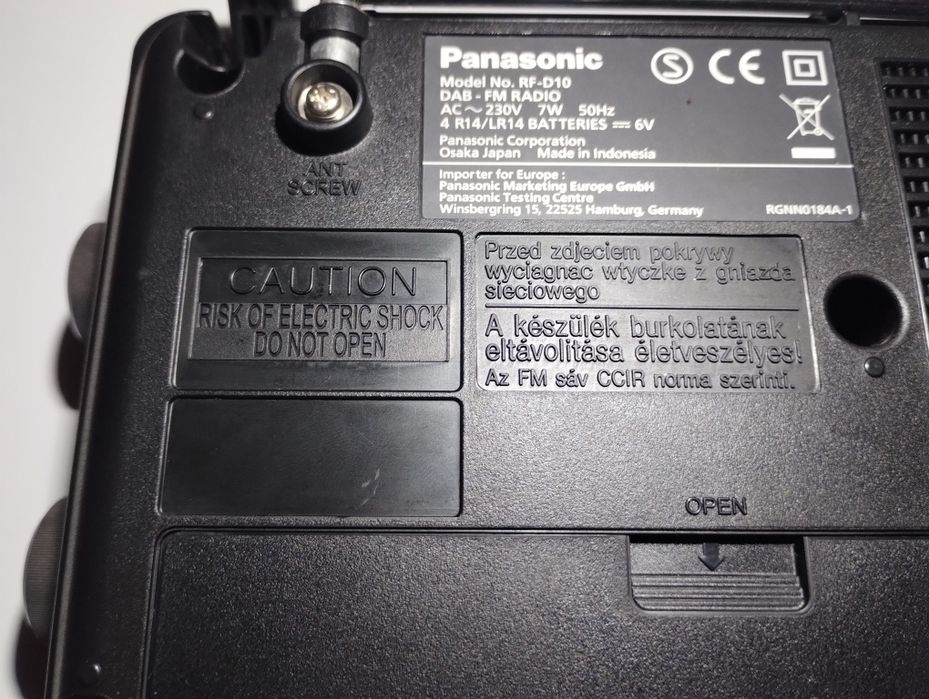 Panasonic
Model No. RF-D10
DAB - FM RADIO
AC ~ 230V 7W 50Hz
4 R14/LR14 BATTERIES ⎓ 6V
Panasonic Corporation
Osaka Japan Made in Indonesia
S CE
Importer for Europe :
Panasonic Marketing Europe GmbH
Panasonic Testing Centre
Winsbergring 15, 22525 Hamburg, Germany RGNN0184A-1
ANT
SCREW
CAUTION
RISK OF ELECTRIC SHOCK
DO NOT OPEN
Przed zdjeciem pokrywy
wyciagnac wtyczke z gniazda
sieciowego
A készülék burkolatának
eltávolitása életveszélyes!
Az FM sáv CCIR norma szerinti.
OPEN